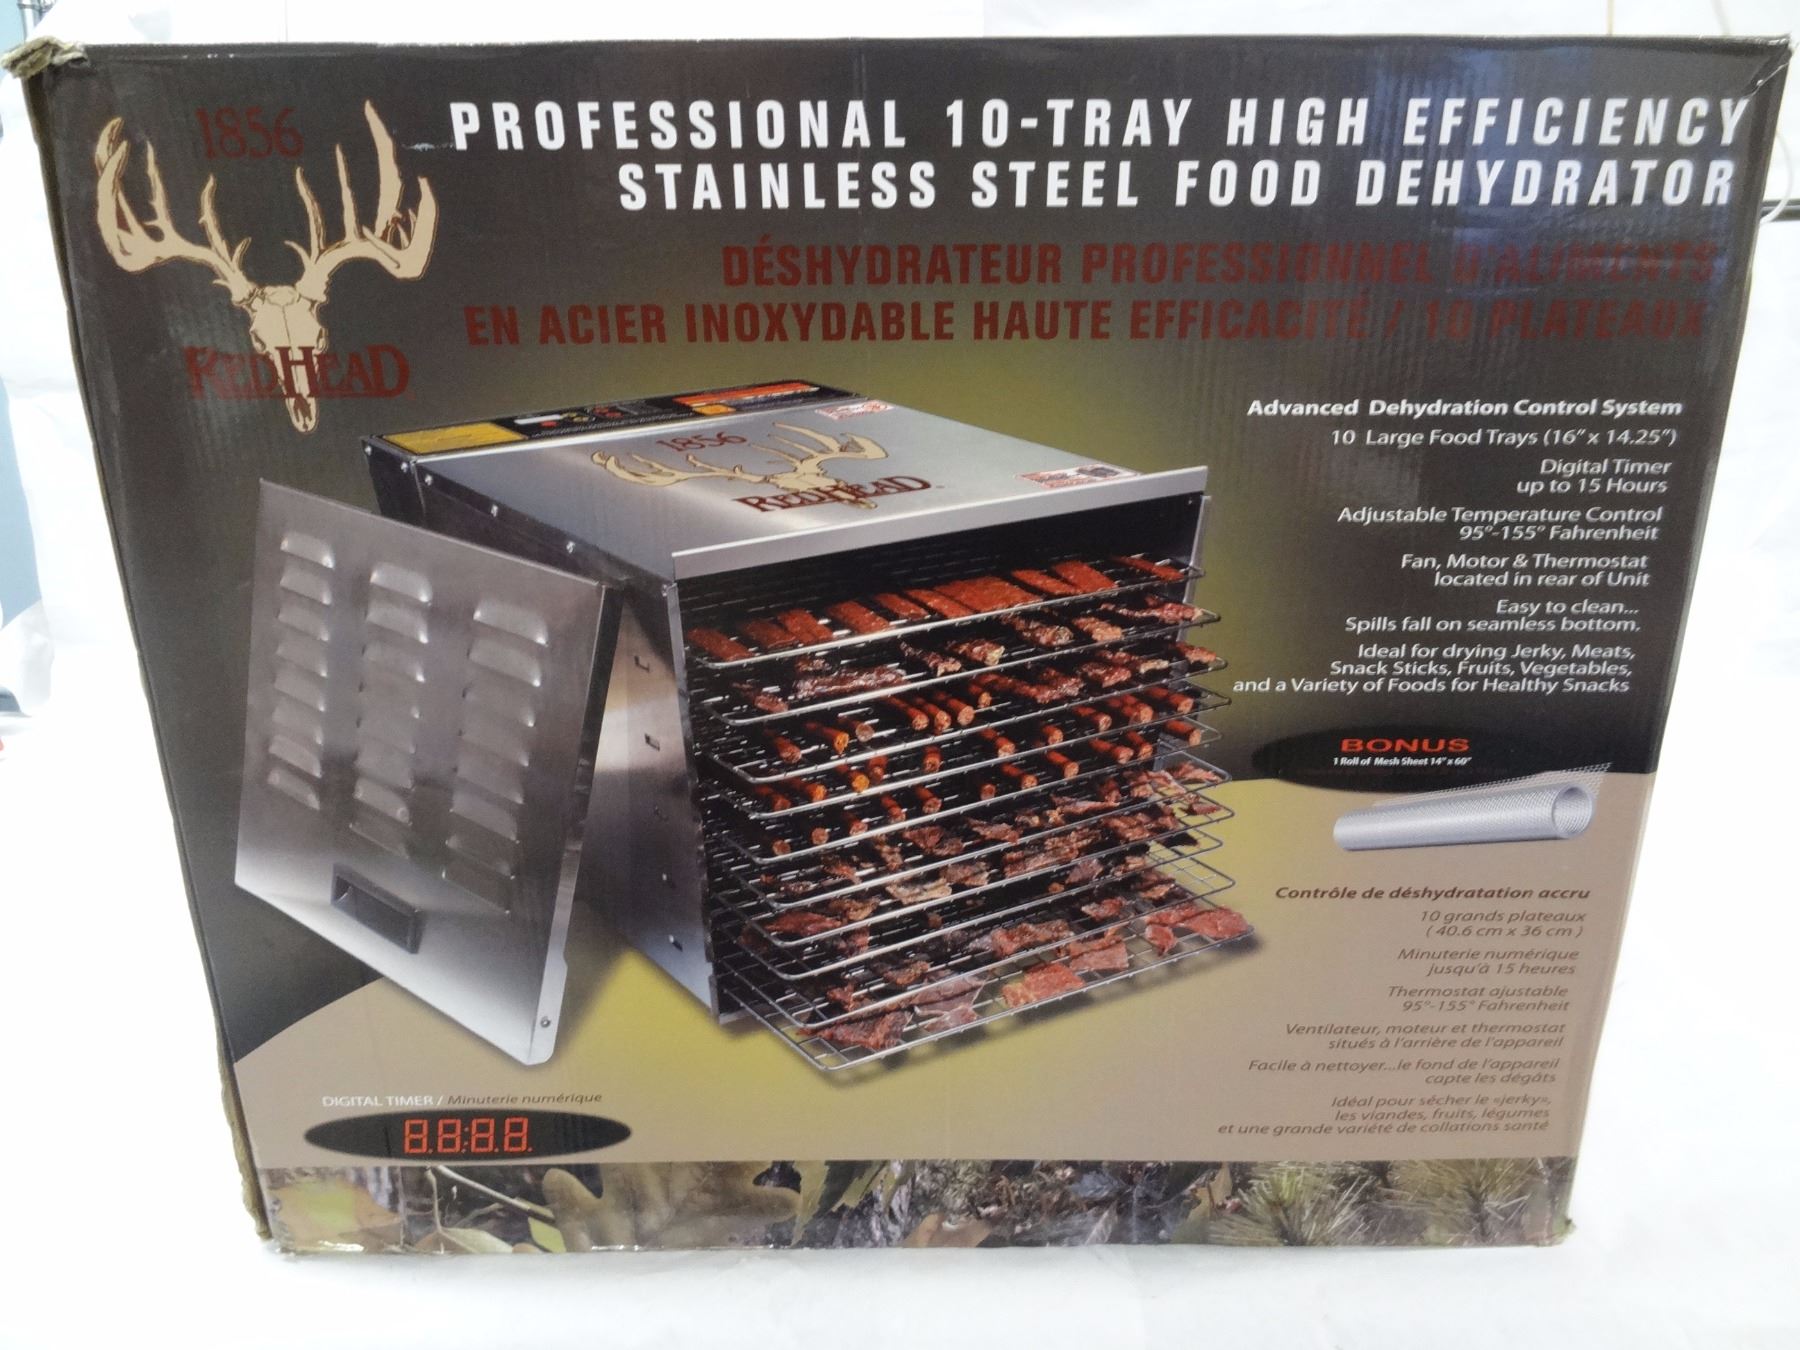 1856
REDHEAD
PROFESSIONAL 10-TRAY HIGH EFFICIENCY
STAINLESS STEEL FOOD DEHYDRATOR
DÉSHYDRATEUR PROFESSIONNEL D'ALIMENTS
EN ACIER INOXYDABLE HAUTE EFFICACITÉ / 10 PLATEAUX
1856
REDHEAD
Advanced Dehydration Control System
10 Large Food Trays (16" x 14.25")
Digital Timer
up to 15 Hours
Adjustable Temperature Control
95°-155° Fahrenheit
Fan, Motor & Thermostat
located in rear of Unit
Easy to clean...
Spills fall on seamless bottom.
Ideal for drying Jerky, Meats,
Snack Sticks, Fruits, Vegetables,
and a Variety of Foods for Healthy Snacks
BONUS
1 Roll of Mesh Sheet 14" x 60"
Contrôle de déshydratation accru
10 grands plateaux
( 40.6 cm x 36 cm )
Minuterie numérique
jusqu'à 15 heures
Thermostat ajustable
95°-155° Fahrenheit
Ventilateur, moteur et thermostat
situés à l'arrière de l'appareil
Facile à nettoyer...le fond de l'appareil
capte les dégâts
Idéal pour sécher le «jerky»,
les viandes, fruits, légumes
et une grande variété de collations santé
DIGITAL TIMER / Minuterie numérique
8.8:8.8.